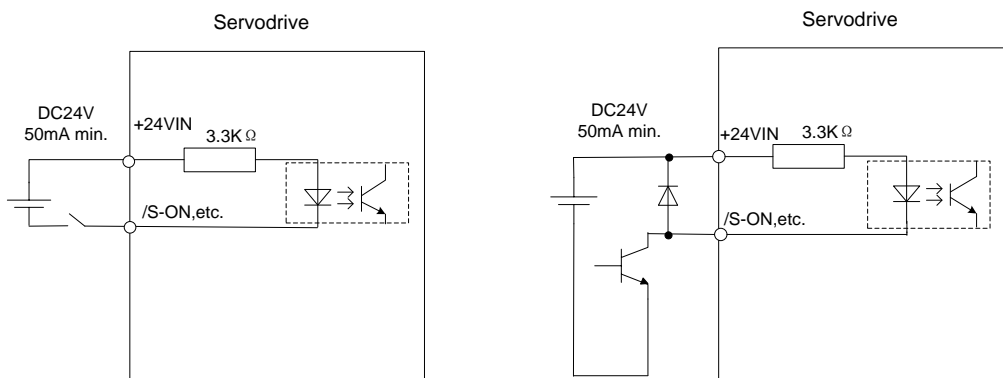 Servodrive
DC24V
50mA min.
+24VIN
3.3KΩ
/S-ON,etc.
Servodrive
DC24V
50mA min.
+24VIN
3.3KΩ
/S-ON,etc.